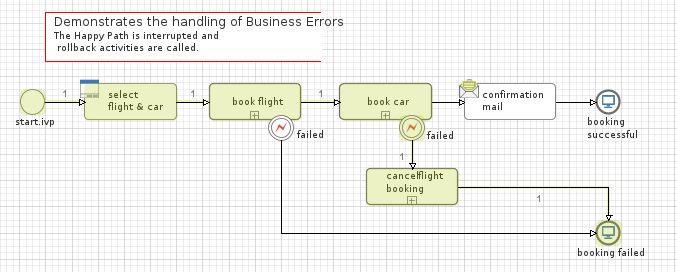 Demonstrates the handling of Business Errors
The Happy Path is interrupted and
rollback activities are called.
1
select
flight & car
1
book flight
1
book car
confirmation
mail
start.ivp
failed
failed
booking
successful
1
cancelflight
booking
1
booking failed